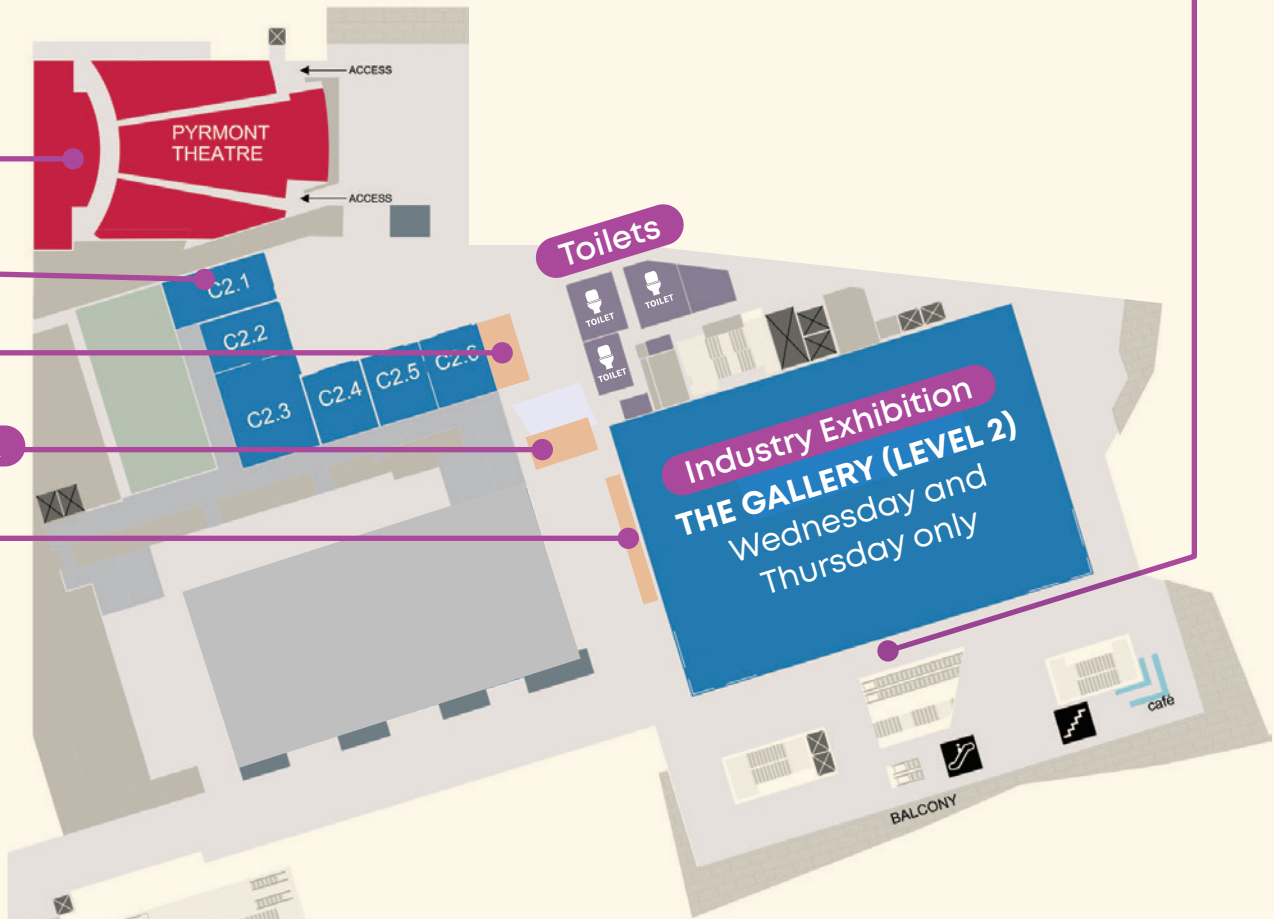 ACCESS
PYRMONT
THEATRE
ACCESS
Toilets
TOILET
TOILET
TOILET
C2.1
C2.2
C2.3
C2.4
C2.5
C2.6
Industry Exhibition
THE GALLERY (LEVEL 2)
Wednesday and
Thursday only
café
BALCONY